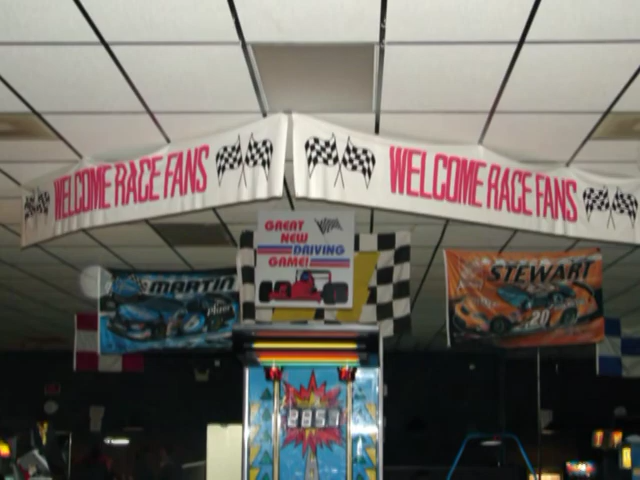 WELCOME RACE FANS
WELCOME RACE FANS
GREAT
NEW
DRIVING
GAME!
MARTIN
STEWART
20